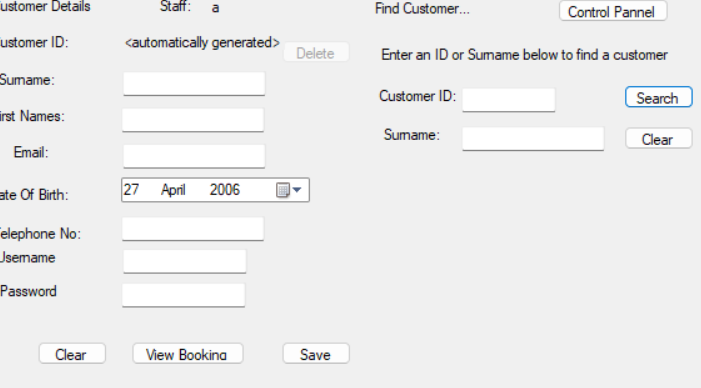 ustomer Details Staff: a
ustomer ID: <automatically generated> Delete
Surname:
irst Names:
Email:
ate Of Birth: 27 April 2006
elephone No:
Username
Password
Clear View Booking Save
Find Customer... Control Pannel
Enter an ID or Surname below to find a customer
Customer ID: Search
Surname: Clear